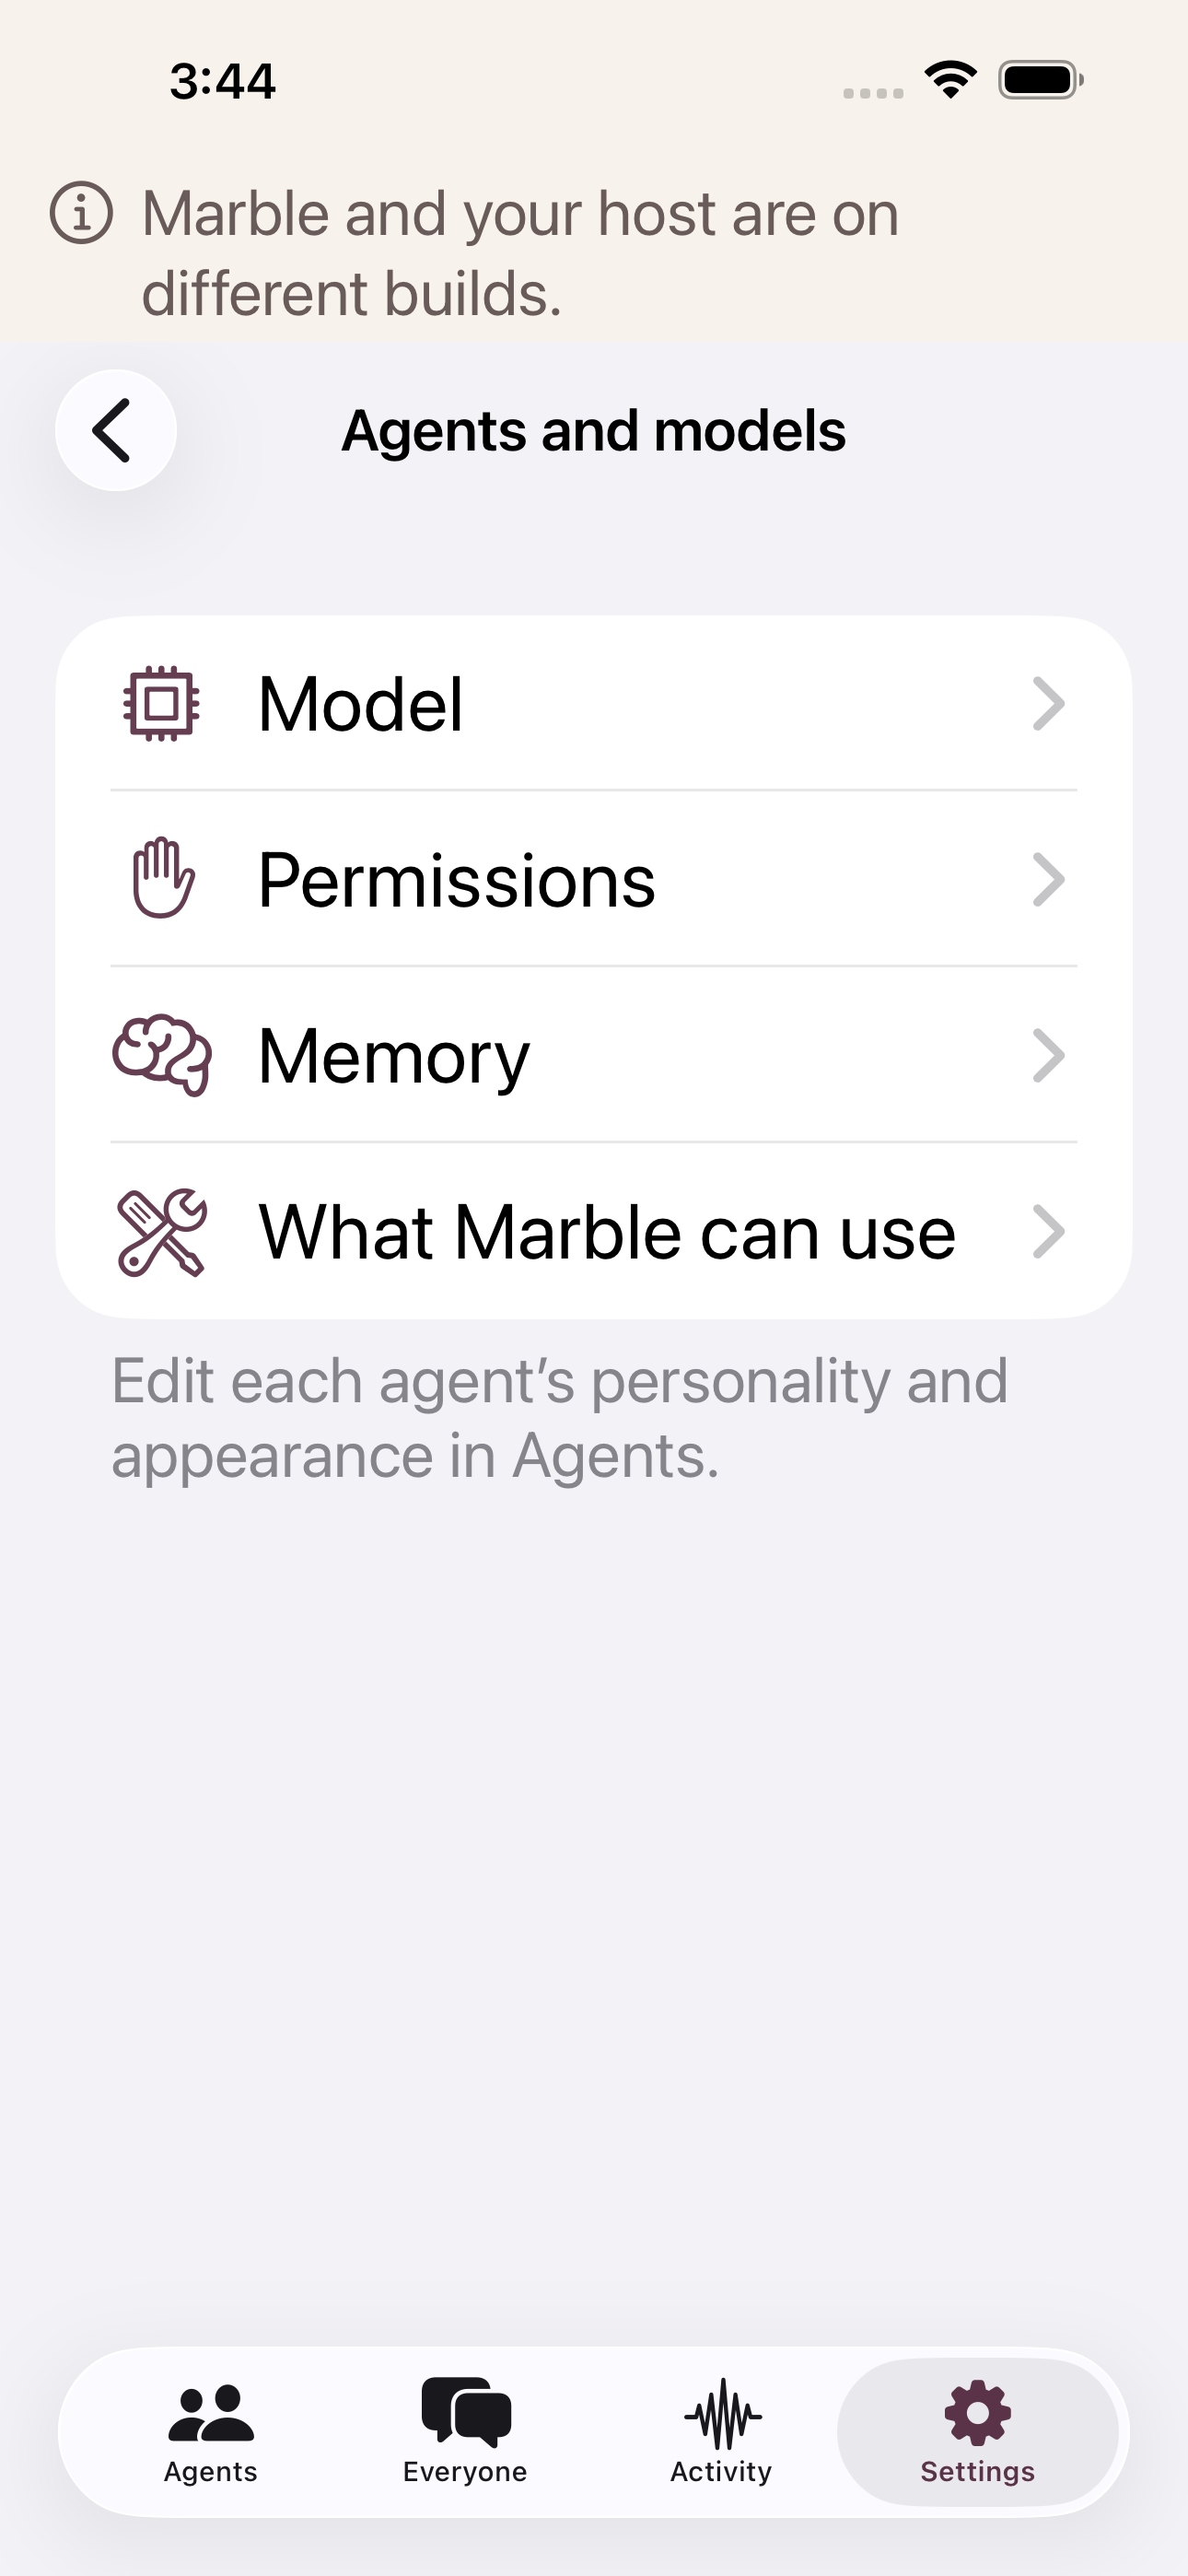 3:44
Marble and your host are on
different builds.
Agents and models
Model
Permissions
Memory
What Marble can use
Edit each agent’s personality and
appearance in Agents.
Agents
Everyone
Activity
Settings